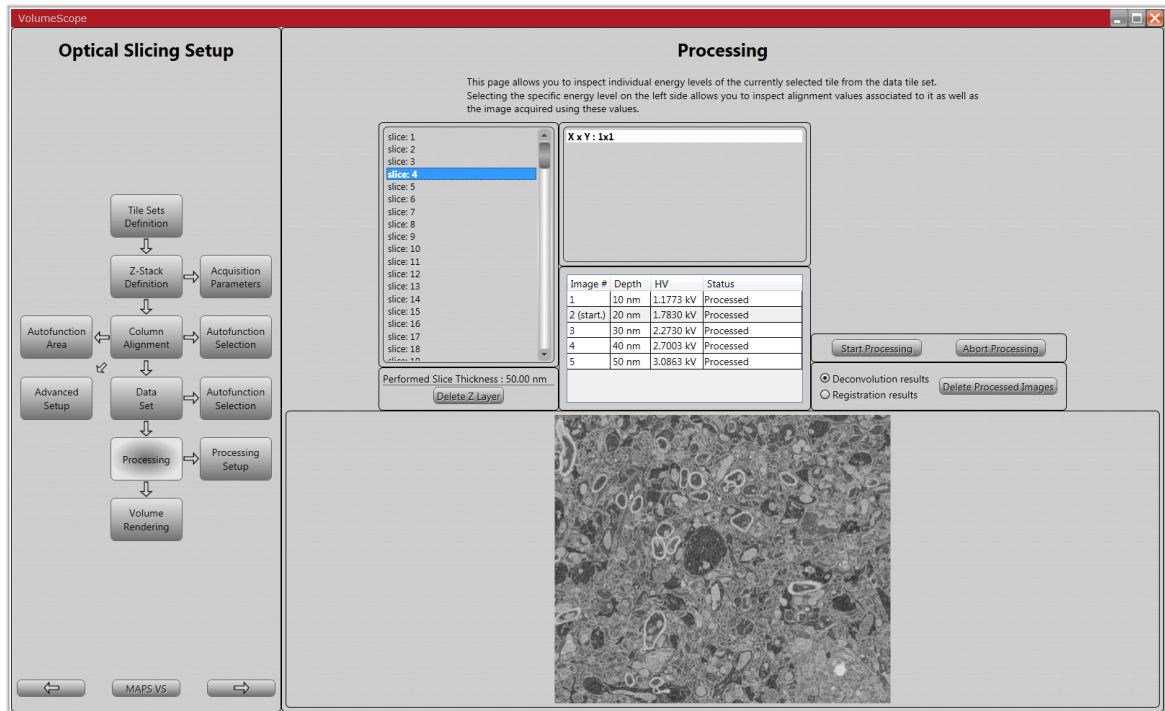 VolumeScope
Optical Slicing Setup
Tile Sets
Definition
Z-Stack
Definition
Acquisition
Parameters
Autofunction
Area
Column
Alignment
Autofunction
Selection
Advanced
Setup
Data
Set
Autofunction
Selection
Processing
Processing
Setup
Volume
Rendering
MAPS VS
Processing
This page allows you to inspect individual energy levels of the currently selected tile from the data tile set.
Selecting the specific energy level on the left side allows you to inspect alignment values associated to it as well as
the image acquired using these values.
slice: 1
slice: 2
slice: 3
slice: 4
slice: 5
slice: 6
slice: 7
slice: 8
slice: 9
slice: 10
slice: 11
slice: 12
slice: 13
slice: 14
slice: 15
slice: 16
slice: 17
slice: 18
slice: 19
Performed Slice Thickness : 50.00 nm
Delete Z Layer
X x Y : 1x1
Image # Depth HV Status
1 10 nm 1.1773 kV Processed
2 (start.) 20 nm 1.7830 kV Processed
3 30 nm 2.2730 kV Processed
4 40 nm 2.7003 kV Processed
5 50 nm 3.0863 kV Processed
Start Processing Abort Processing
Deconvolution results
Registration results
Delete Processed Images